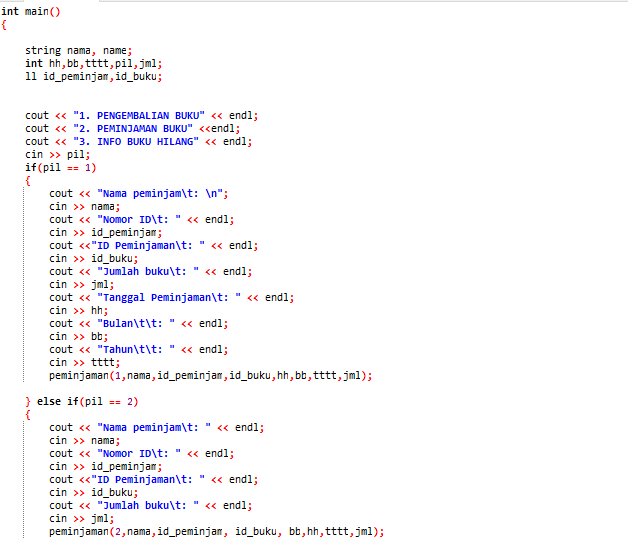 int main()
{
string nama, name;
int hh,bb,tttt,pil,jml;
ll id_peminjam,id_buku;
cout << "1. PENGEMBALIAN BUKU" << endl;
cout << "2. PEMINJAMAN BUKU" <<endl;
cout << "3. INFO BUKU HILANG" << endl;
cin >> pil;
if(pil == 1)
{
cout << "Nama peminjam\t: \n";
cin >> nama;
cout << "Nomor ID\t: " << endl;
cin >> id_peminjam;
cout <<"ID Peminjaman\t: " << endl;
cin >> id_buku;
cout << "Jumlah buku\t: " << endl;
cin >> jml;
cout << "Tanggal Peminjaman\t: " << endl;
cin >> hh;
cout << "Bulan\t\t: " << endl;
cin >> bb;
cout << "Tahun\t\t: " << endl;
cin >> tttt;
peminjaman(1,nama,id_peminjam,id_buku,hh,bb,tttt,jml);
} else if(pil == 2)
{
cout << "Nama peminjam\t: " << endl;
cin >> nama;
cout << "Nomor ID\t: " << endl;
cin >> id_peminjam;
cout <<"ID Peminjaman\t: " << endl;
cin >> id_buku;
cout << "Jumlah buku\t: " << endl;
cin >> jml;
peminjaman(2,nama,id_peminjam, id_buku, bb,hh,tttt,jml);